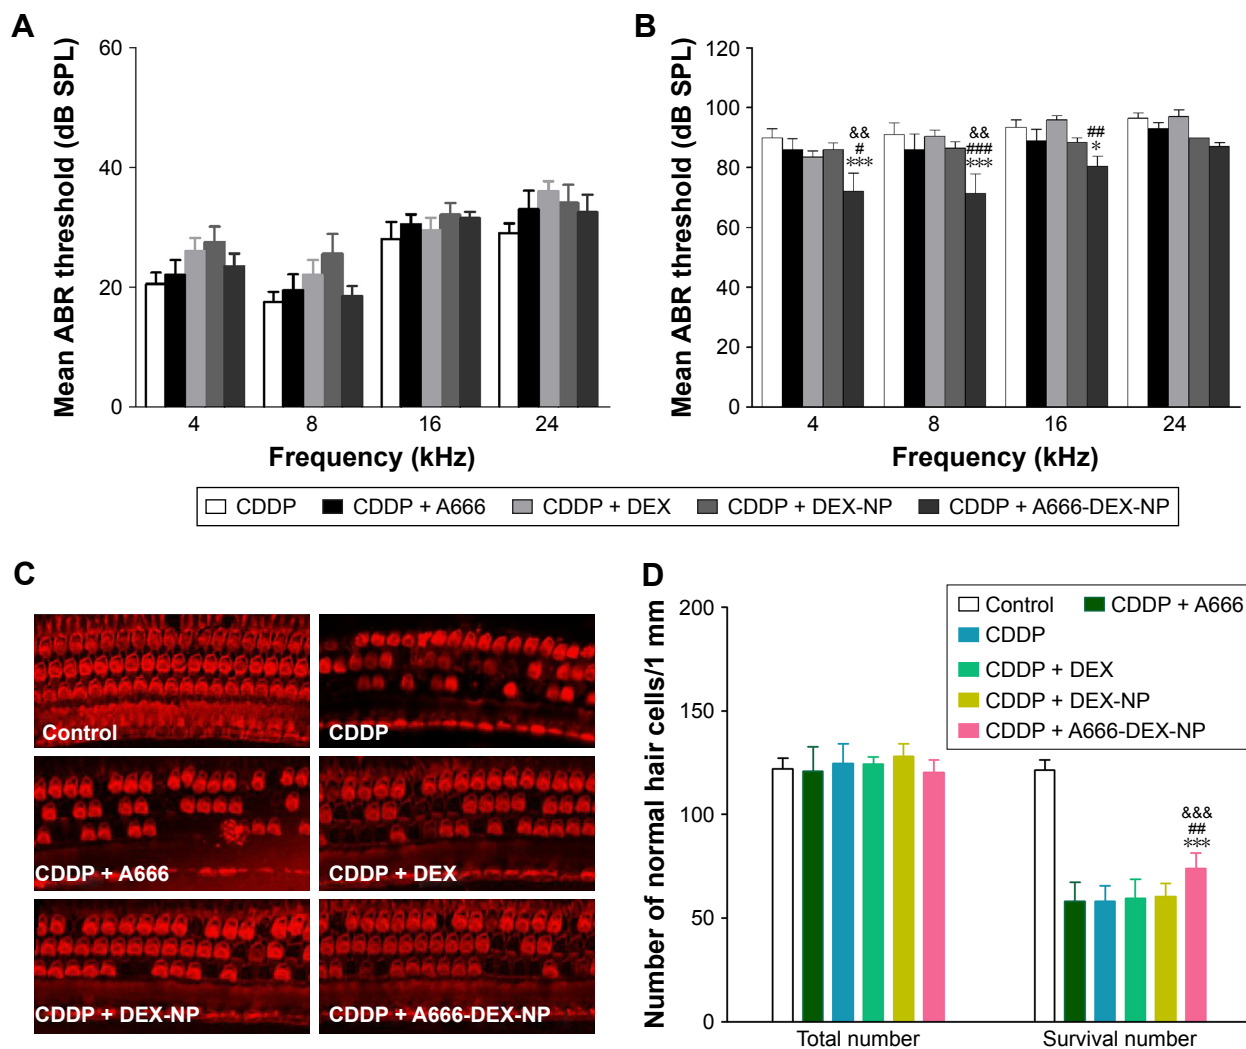 A
Mean ABR threshold (dB SPL)
60
40
20
0
4 8 16 24
Frequency (kHz)
B
Mean ABR threshold (dB SPL)
120
100
80
60
40
20
0
&&
#
***
&&
###
***
##
*
4 8 16 24
Frequency (kHz)
CDDP CDDP + A666 CDDP + DEX CDDP + DEX-NP CDDP + A666-DEX-NP
C
Control
CDDP
CDDP + A666
CDDP + DEX
CDDP + DEX-NP
CDDP + A666-DEX-NP
D
Number of normal hair cells/1 mm
200
150
100
50
0
Control CDDP + A666
CDDP
CDDP + DEX
CDDP + DEX-NP
CDDP + A666-DEX-NP
&&&
##
***
Total number Survival number